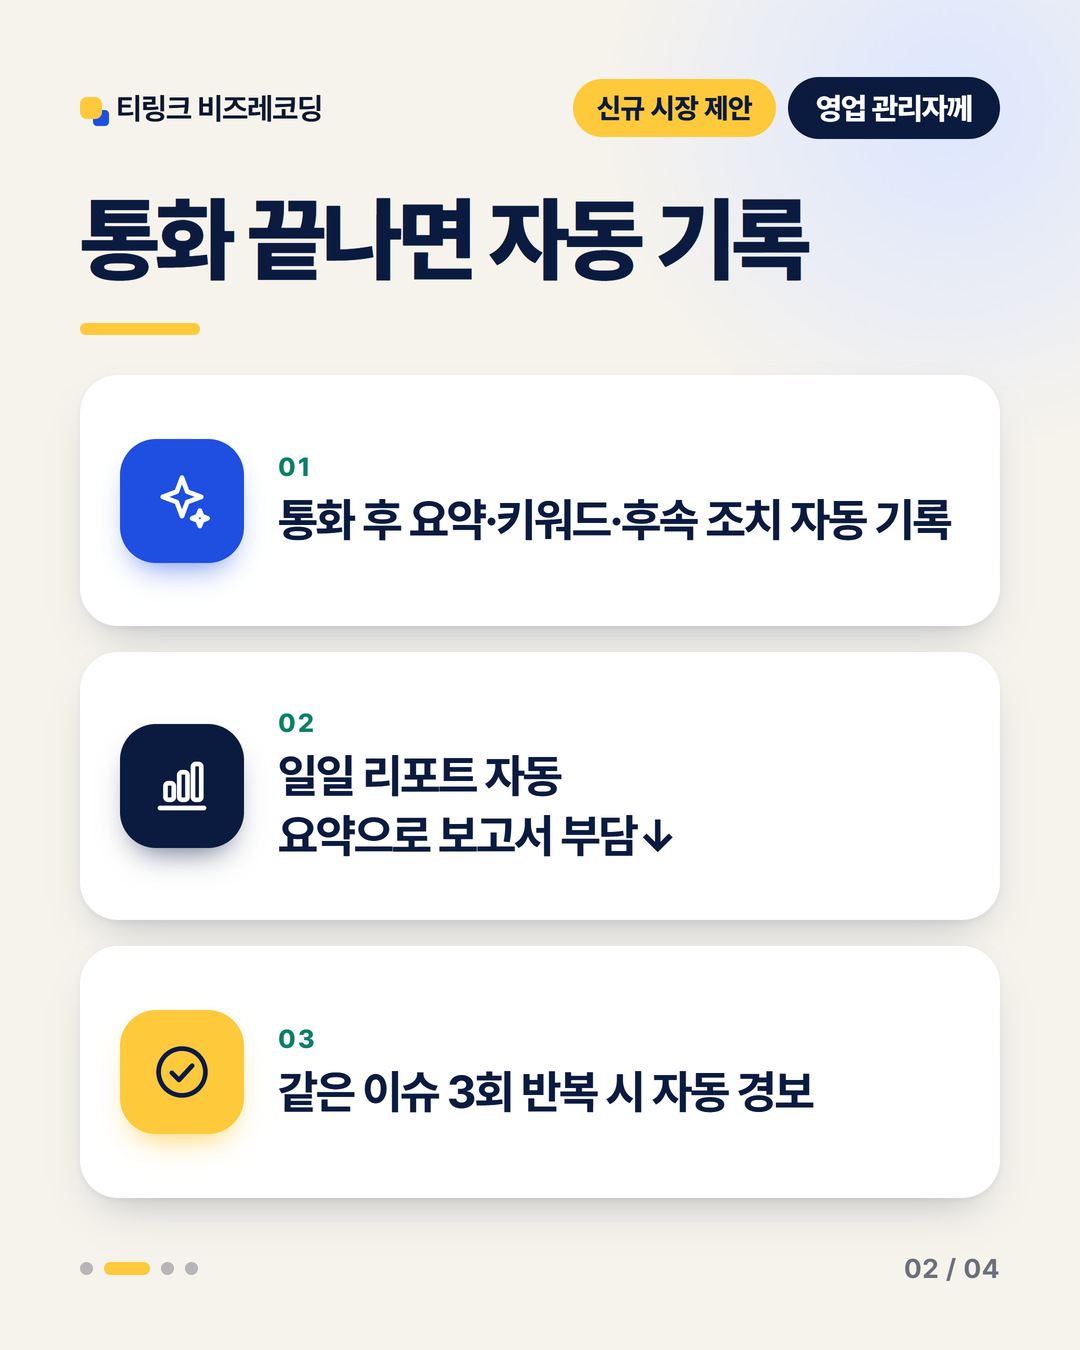 티링크 비즈레코딩
신규 시장 제안
영업 관리자께
통화 끝나면 자동 기록
01
통화 후 요약·키워드·후속 조치 자동 기록
02
일일 리포트 자동
요약으로 보고서 부담↓
03
같은 이슈 3회 반복 시 자동 경보
02 / 04